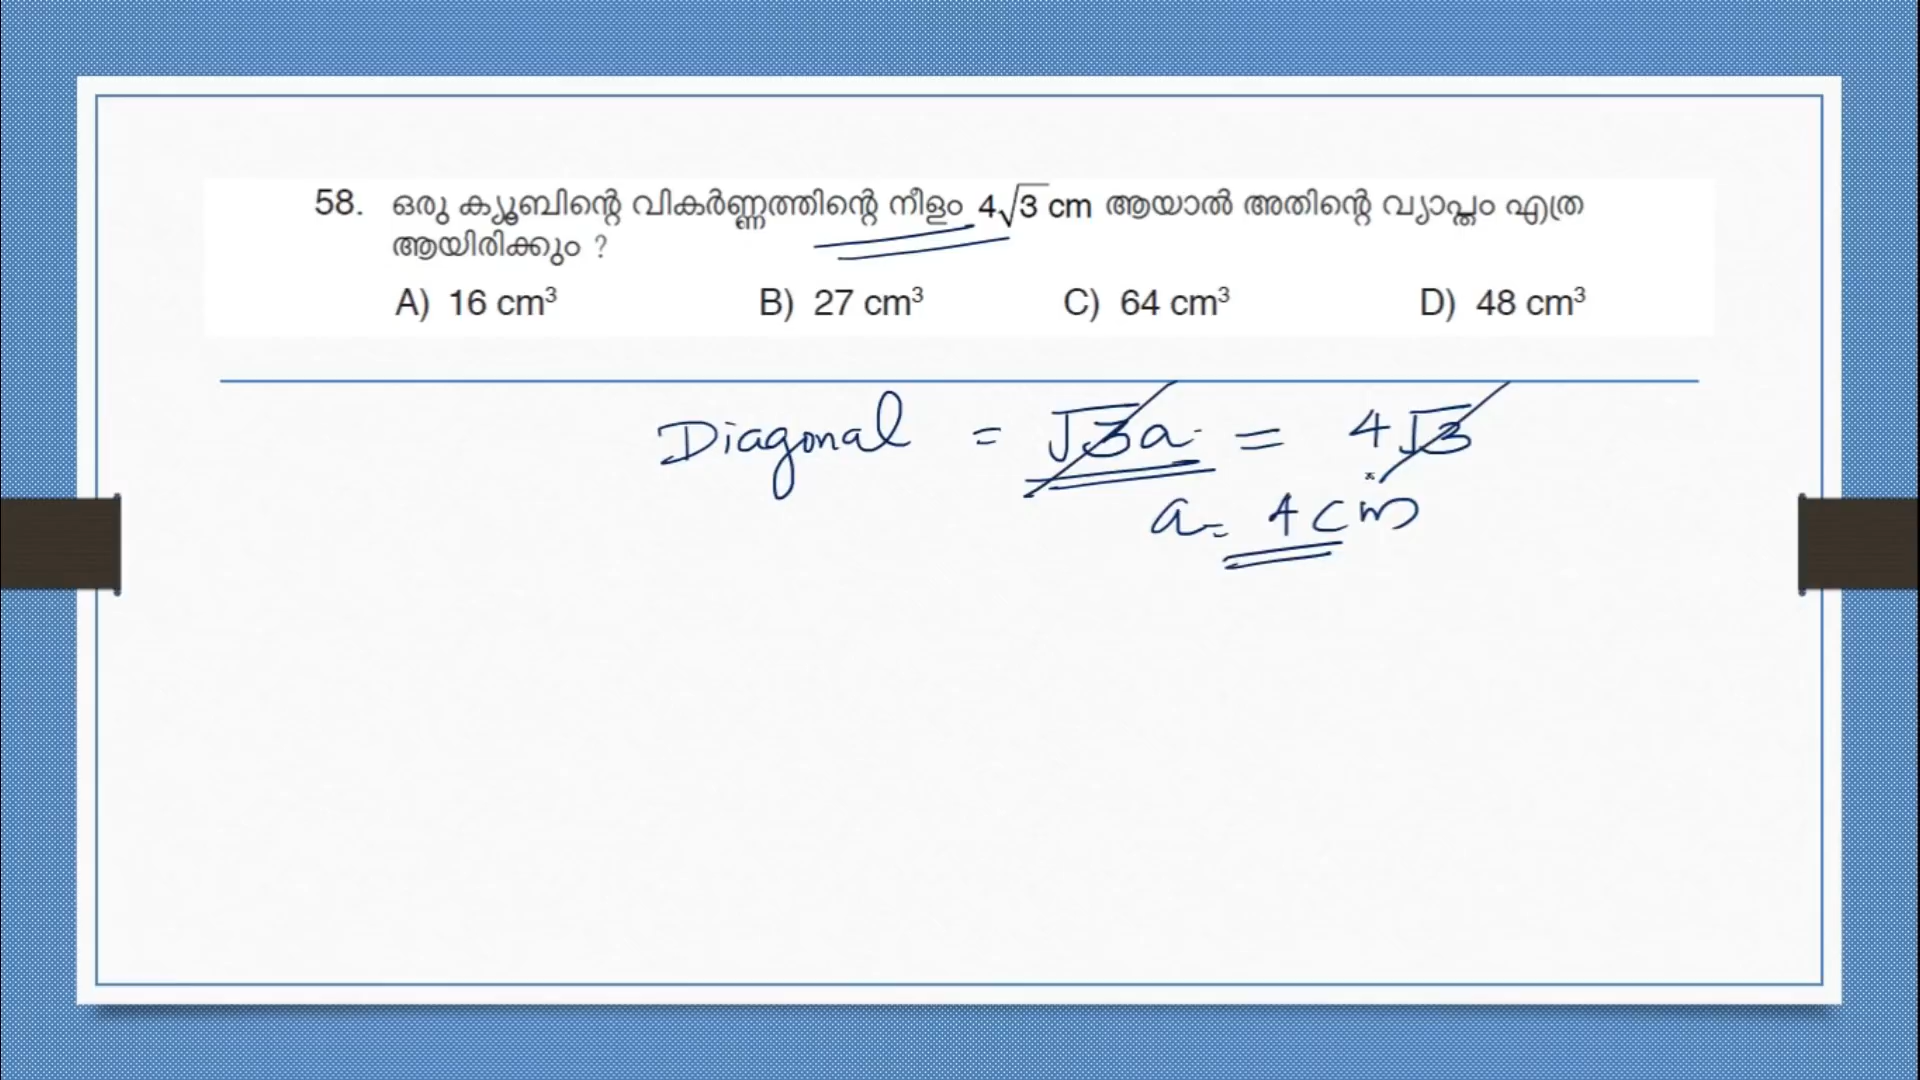 58. ഒരു ക്യൂബിന്റെ വികർണ്ണത്തിന്റെ നീളം 4√3 cm ആയാൽ അതിന്റെ വ്യാപ്തം എത്ര
ആയിരിക്കും ?
A) 16 cm³ B) 27 cm³ C) 64 cm³ D) 48 cm³
Diagonal = √3a = 4√3
a = 4cm